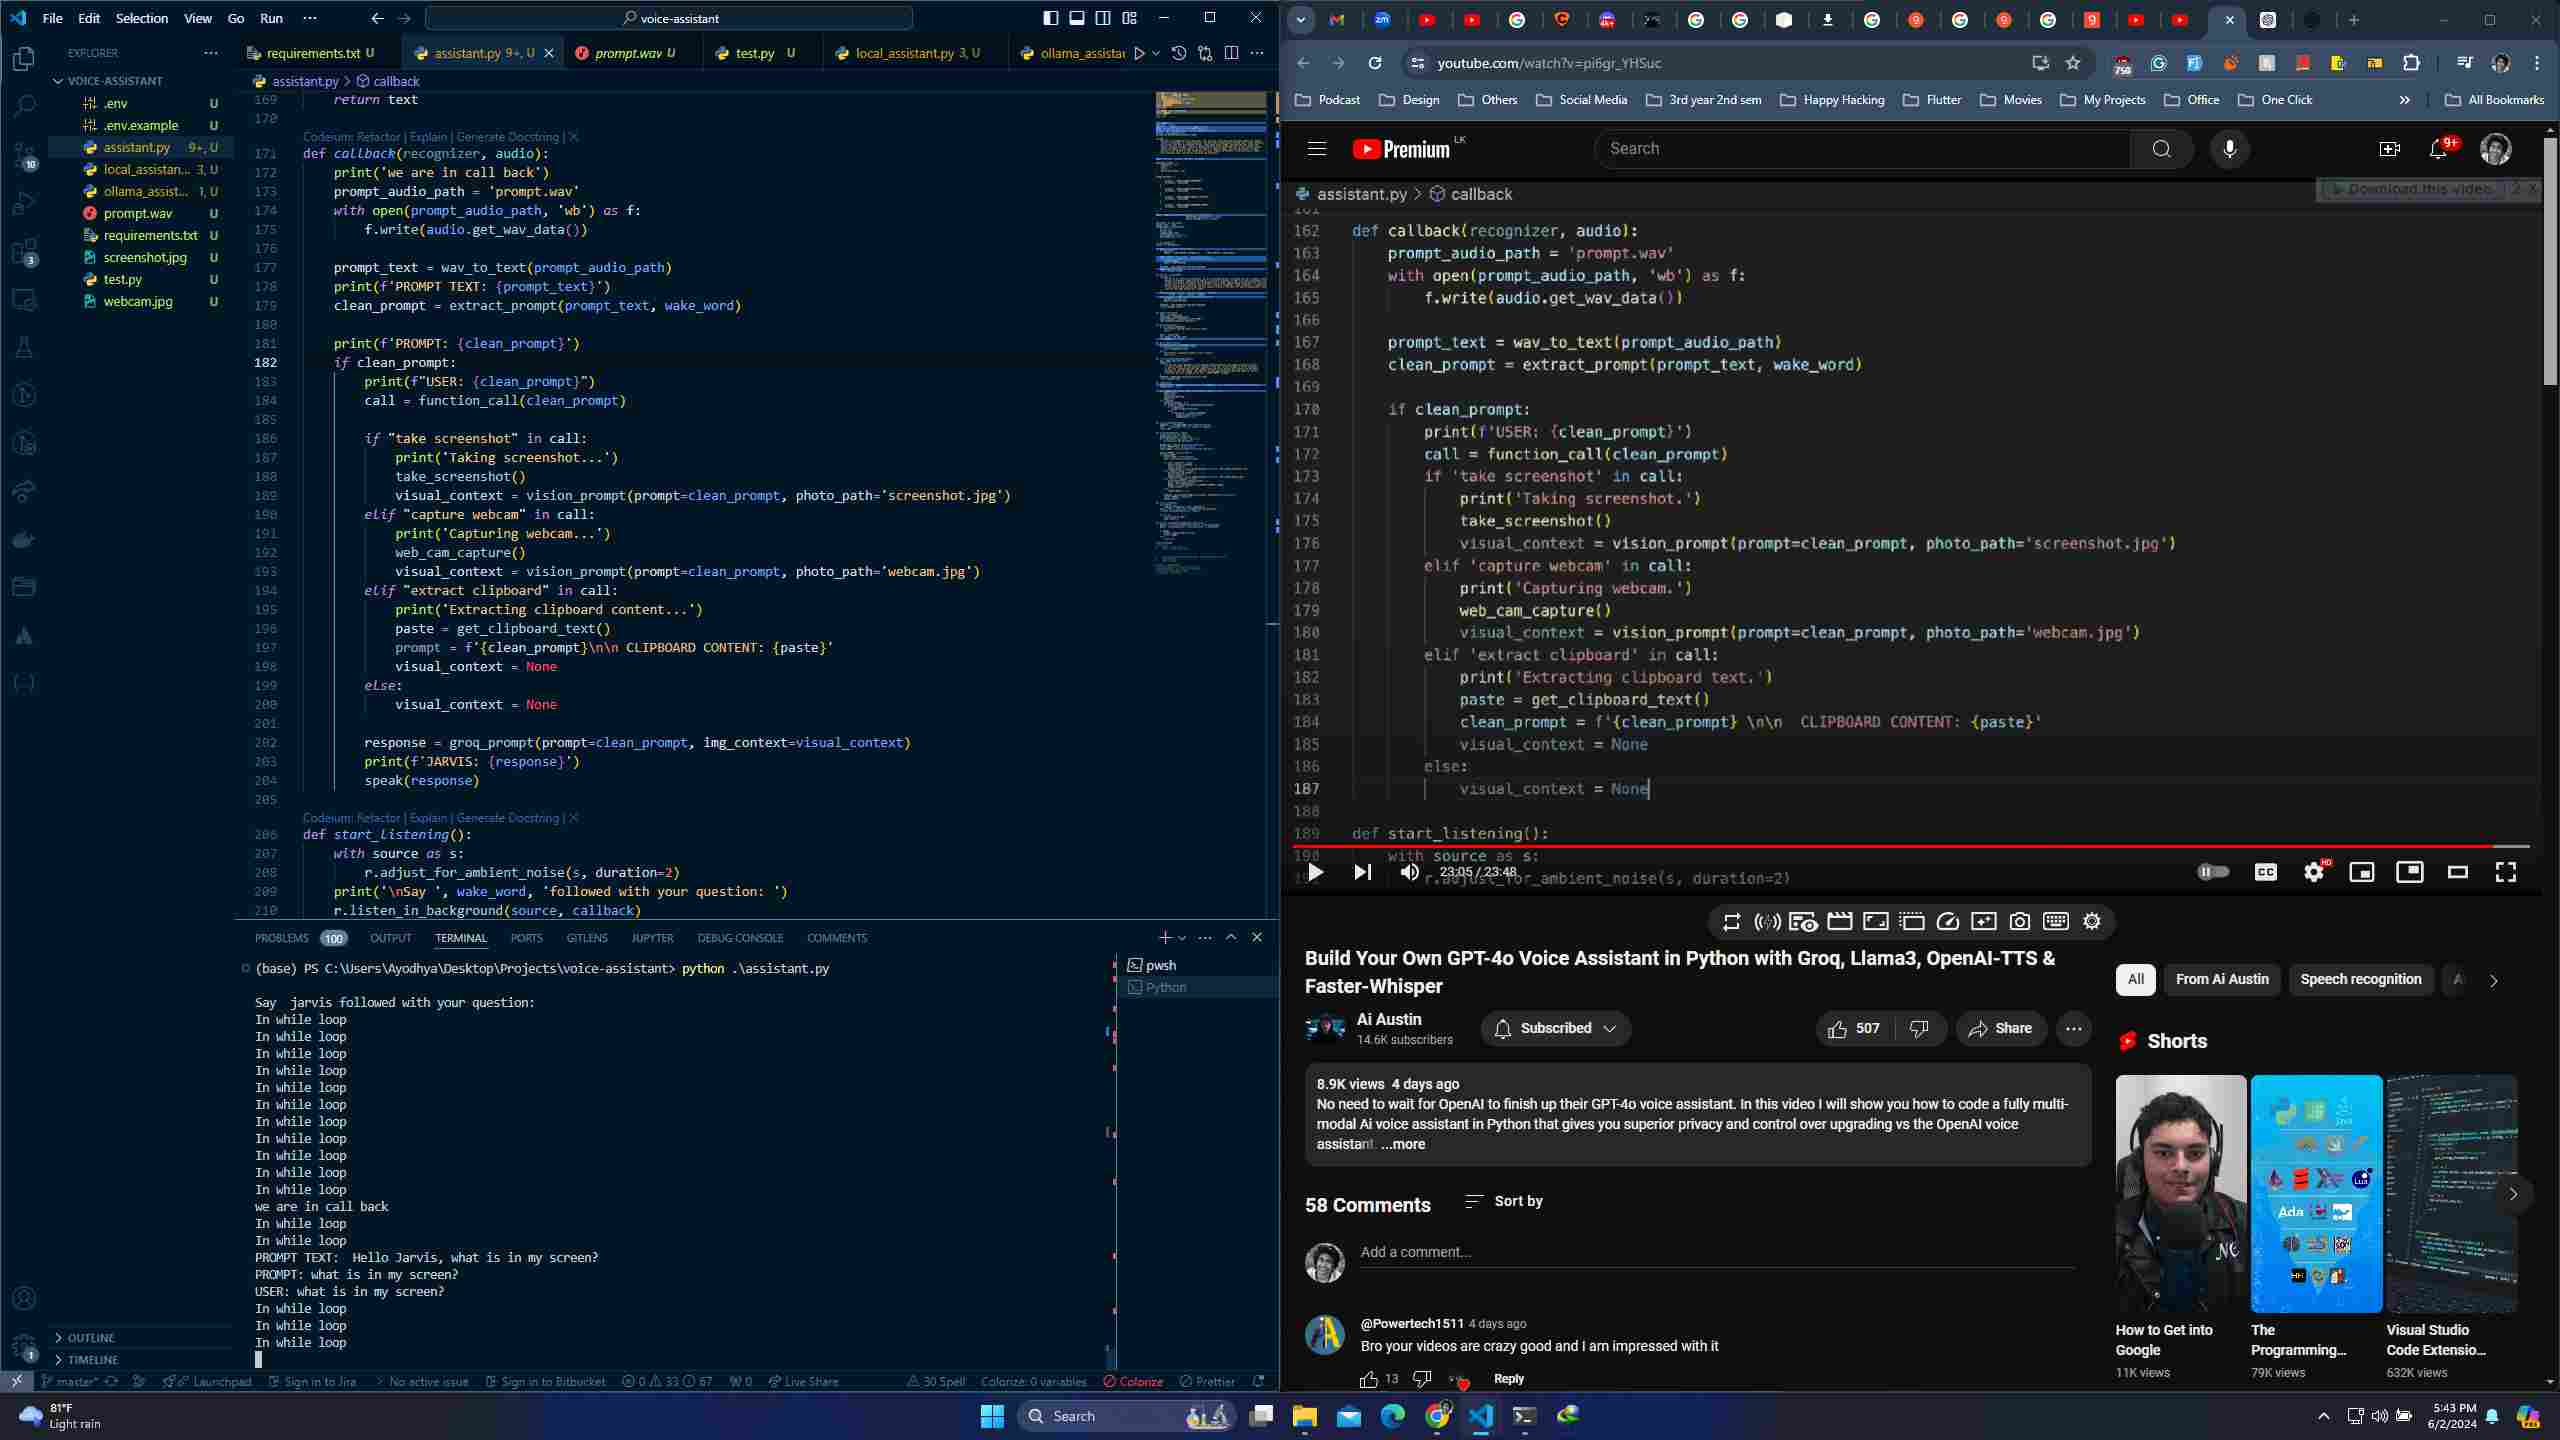 File Edit Selection View Go Run ···
voice-assistant
EXPLORER
VOICE-ASSISTANT
.env U
.env.example U
assistant.py 9+, U
local_assistan... 3, U
ollama_assist... 1, U
prompt.wav U
requirements.txt U
screenshot.jpg U
test.py U
webcam.jpg U
OUTLINE
TIMELINE
requirements.txt U
assistant.py 9+, U
prompt.wav U
test.py U
local_assistant.py 3, U
ollama_assistar
assistant.py > callback
169 return text
170
Codeium: Refactor | Explain | Generate Docstring | X
171 def callback(recognizer, audio):
172 print('we are in call back')
173 prompt_audio_path = 'prompt.wav'
174 with open(prompt_audio_path, 'wb') as f:
175 f.write(audio.get_wav_data())
176
177 prompt_text = wav_to_text(prompt_audio_path)
178 print(f'PROMPT TEXT: {prompt_text}')
179 clean_prompt = extract_prompt(prompt_text, wake_word)
180
181 print(f'PROMPT: {clean_prompt}')
182 if clean_prompt:
183 print(f"USER: {clean_prompt}")
184 call = function_call(clean_prompt)
185
186 if "take screenshot" in call:
187 print('Taking screenshot...')
188 take_screenshot()
189 visual_context = vision_prompt(prompt=clean_prompt, photo_path='screenshot.jpg')
190 elif "capture webcam" in call:
191 print('Capturing webcam...')
192 web_cam_capture()
193 visual_context = vision_prompt(prompt=clean_prompt, photo_path='webcam.jpg')
194 elif "extract clipboard" in call:
195 print('Extracting clipboard content...')
196 paste = get_clipboard_text()
197 prompt = f'{clean_prompt}\n\n CLIPBOARD CONTENT: {paste}'
198 visual_context = None
199 else:
200 visual_context = None
201
202 response = groq_prompt(prompt=clean_prompt, img_context=visual_context)
203 print(f'JARVIS: {response}')
204 speak(response)
205
Codeium: Refactor | Explain | Generate Docstring | X
206 def start_listening():
207 with source as s:
208 r.adjust_for_ambient_noise(s, duration=2)
209 print('\nSay ', wake_word, 'followed with your question: ')
210 r.listen_in_background(source, callback)
PROBLEMS 100 OUTPUT TERMINAL PORTS GITLENS JUPYTER DEBUG CONSOLE COMMENTS
(base) PS C:\Users\Ayodhya\Desktop\Projects\voice-assistant> python .\assistant.py
Say  jarvis followed with your question:
In while loop
In while loop
In while loop
In while loop
In while loop
In while loop
In while loop
In while loop
In while loop
In while loop
In while loop
we are in call back
In while loop
In while loop
PROMPT TEXT:  Hello Jarvis, what is in my screen?
PROMPT: what is in my screen?
USER: what is in my screen?
In while loop
In while loop
In while loop
pwsh
Python
master* Launchpad Sign in to Jira No active issue Sign in to Bitbucket 0 33 67 0 Live Share
30 Spell Colorize: 0 variables Colorize Prettier
youtube.com/watch?v=pi6gr_YHSuc
Podcast Design Others Social Media 3rd year 2nd sem Happy Hacking Flutter Movies My Projects Office One Click » All Bookmarks
Premium LK
Search
9+
assistant.py > callback
Download this video
162 def callback(recognizer, audio):
163 prompt_audio_path = 'prompt.wav'
164 with open(prompt_audio_path, 'wb') as f:
165 f.write(audio.get_wav_data())
166
167 prompt_text = wav_to_text(prompt_audio_path)
168 clean_prompt = extract_prompt(prompt_text, wake_word)
169
170 if clean_prompt:
171 print(f'USER: {clean_prompt}')
172 call = function_call(clean_prompt)
173 if 'take screenshot' in call:
174 print('Taking screenshot.')
175 take_screenshot()
176 visual_context = vision_prompt(prompt=clean_prompt, photo_path='screenshot.jpg')
177 elif 'capture webcam' in call:
178 print('Capturing webcam.')
179 web_cam_capture()
180 visual_context = vision_prompt(prompt=clean_prompt, photo_path='webcam.jpg')
181 elif 'extract clipboard' in call:
182 print('Extracting clipboard text.')
183 paste = get_clipboard_text()
184 clean_prompt = f'{clean_prompt} \n\n  CLIPBOARD CONTENT: {paste}'
185 visual_context = None
186 else:
187 visual_context = None
188
189 def start_listening():
190 with source as s:
r.adjust_for_ambient_noise(s, duration=2)
23:05 / 23:48
Build Your Own GPT-4o Voice Assistant in Python with Groq, Llama3, OpenAI-TTS &
Faster-Whisper
Ai Austin
14.6K subscribers
Subscribed
507
Share
8.9K views 4 days ago
No need to wait for OpenAI to finish up their GPT-4o voice assistant. In this video I will show you how to code a fully multi-
modal Ai voice assistant in Python that gives you superior privacy and control over upgrading vs the OpenAI voice
assistant. ...more
58 Comments
Sort by
Add a comment...
@Powertech1511 4 days ago
Bro your videos are crazy good and I am impressed with it
13 Reply
All From Ai Austin Speech recognition
Shorts
Ada
Lua
How to Get into
Google
11K views
The
Programming...
79K views
Visual Studio
Code Extensio...
632K views
81°F
Light rain
Search
5:43 PM
6/2/2024